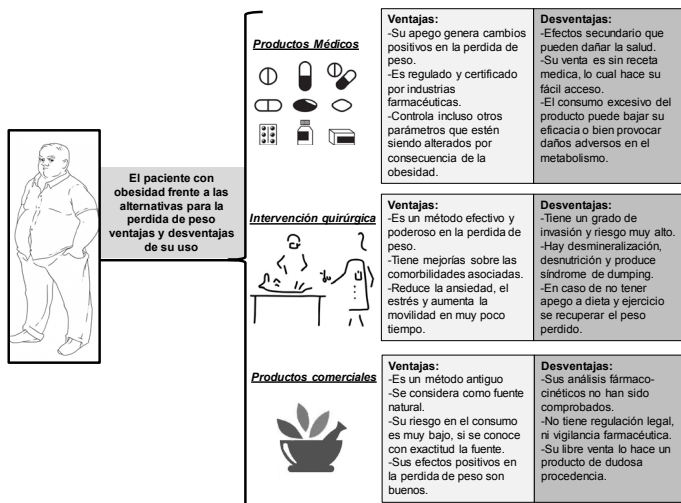 El paciente con
obesidad frente a las
alternativas para la
perdida de peso
ventajas y desventajas
de su uso
Productos Médicos
Ventajas:
-Su apego genera cambios
positivos en la perdida de
peso.
-Es regulado y certificado
por industrias
farmacéuticas.
-Controla incluso otros
parámetros que estén
siendo alterados por
consecuencia de la
obesidad.
Desventajas:
-Efectos secundario que
pueden dañar la salud.
-Su venta es sin receta
medica, lo cual hace su
fácil acceso.
-El consumo excesivo del
producto puede bajar su
eficacia o bien provocar
daños adversos en el
metabolismo.
Intervención quirúrgica
Ventajas:
-Es un método efectivo y
poderoso en la perdida de
peso.
-Tiene mejorías sobre las
comorbilidades asociadas.
-Reduce la ansiedad, el
estrés y aumenta la
movilidad en muy poco
tiempo.
Desventajas:
-Tiene un grado de
invasión y riesgo muy alto.
-Hay desmineralización,
desnutrición y produce
síndrome de dumping.
-En caso de no tener
apego a dieta y ejercicio
se recuperar el peso
perdido.
Productos comerciales
Ventajas:
-Es un método antiguo
-Se considera como fuente
natural.
-Su riesgo en el consumo
es muy bajo, si se conoce
con exactitud la fuente.
-Sus efectos positivos en
la perdida de peso son
buenos.
Desventajas:
-Sus análisis fármaco-
cinéticos no han sido
comprobados.
-No tiene regulación legal,
ni vigilancia farmacéutica.
-Su libre venta lo hace un
producto de dudosa
procedencia.